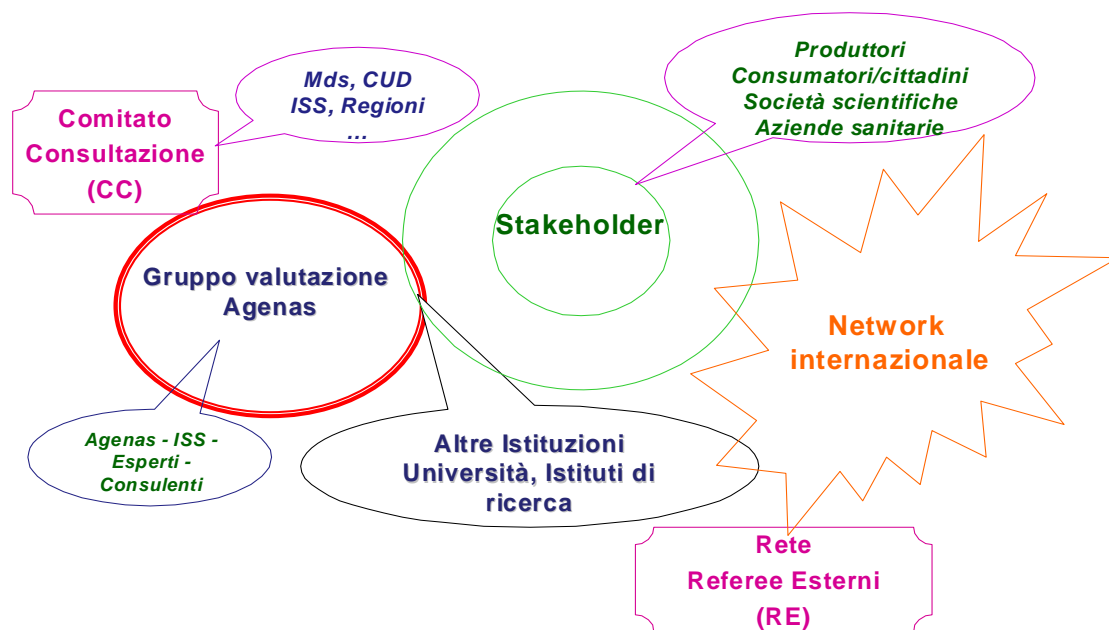 Mds, CUD
ISS, Regioni
…
Produttori
Consumatori/cittadini
Società scientifiche
Aziende sanitarie
Comitato
Consultazione
(CC)
Stakeholder
Gruppo valutazione
Agenas
Network
internazionale
Agenas - ISS -
Esperti -
Consulenti
Altre Istituzioni
Università, Istituti di
ricerca
Rete
Referee Esterni
(RE)